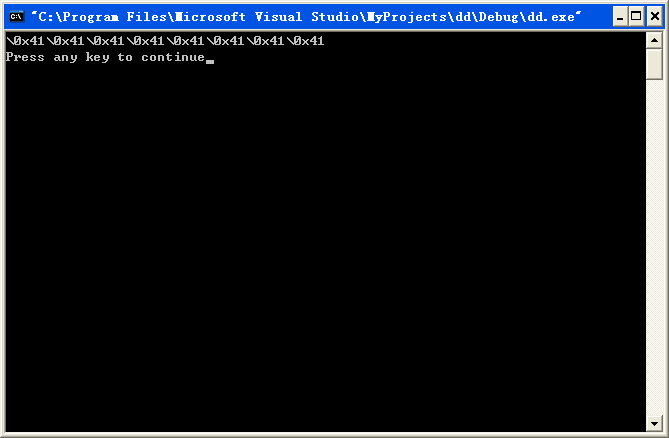 "C:\Program Files\Microsoft Visual Studio\MyProjects\dd\Debug\dd.exe"
\0x41\0x41\0x41\0x41\0x41\0x41\0x41\0x41
Press any key to continue